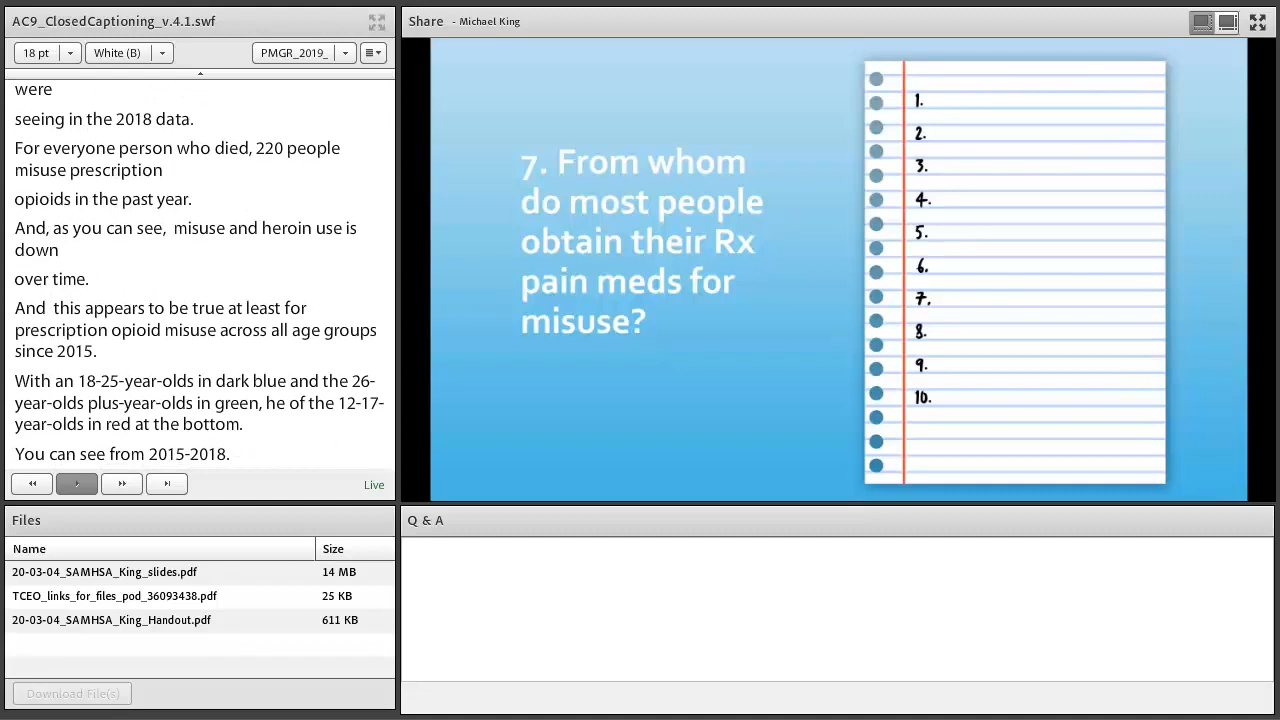 AC9_ClosedCaptioning_v.4.1.swf
18 pt
White (B)
PMGR_2019_
were
seeing in the 2018 data.
For everyone person who died, 220 people
misuse prescription
opioids in the past year.
And, as you can see, misuse and heroin use is
down
over time.
And this appears to be true at least for
prescription opioid misuse across all age groups
since 2015.
With an 18-25-year-olds in dark blue and the 26-
year-olds plus-year-olds in green, he of the 12-17-
year-olds in red at the bottom.
You can see from 2015-2018.
Live
Files
Name Size
20-03-04_SAMHSA_King_slides.pdf 14 MB
TCEO_links_for_files_pod_36093438.pdf 25 KB
20-03-04_SAMHSA_King_Handout.pdf 611 KB
Download File(s)
Share - Michael King
7. From whom
do most people
obtain their Rx
pain meds for
misuse?
1.
2.
3.
4.
5.
6.
7.
8.
9.
10.
Q & A